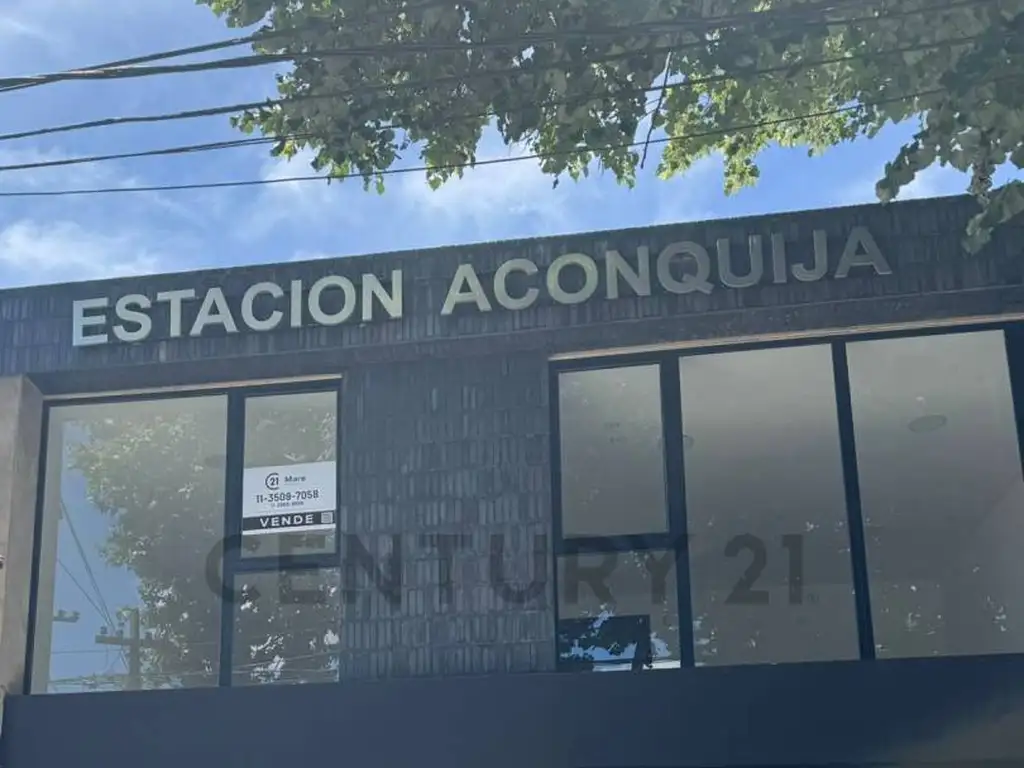 ESTACION ACONQUIJA
21 Mare
11-3509-7058
VENDE
CENTURY 21